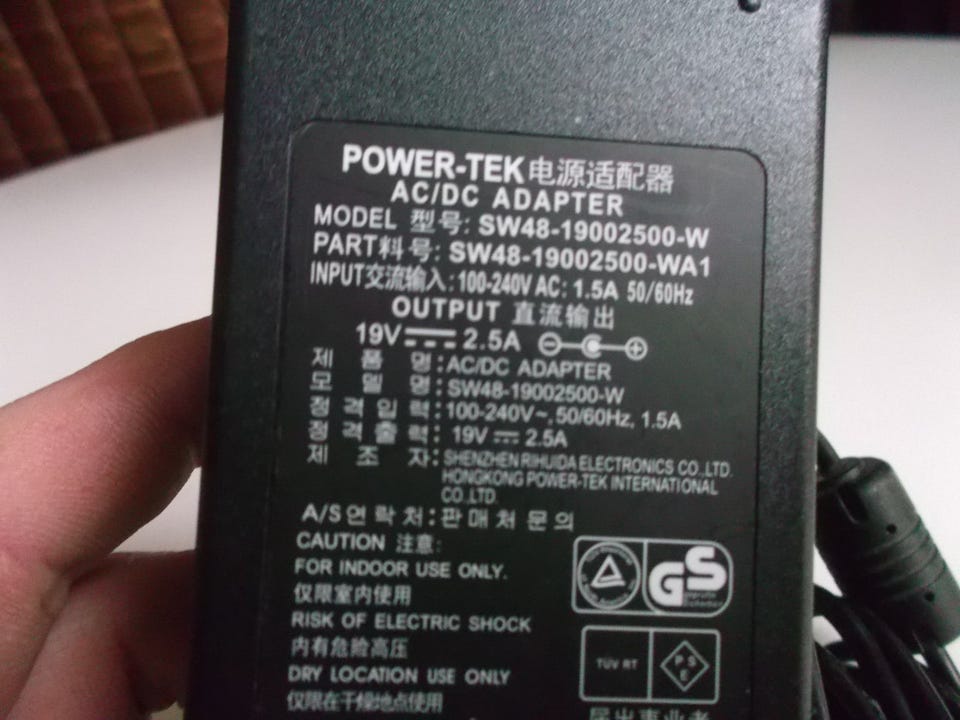 POWER-TEK 电源适配器
AC/DC ADAPTER
MODEL 型号: SW48-19002500-W
PART料号: SW48-19002500-WA1
INPUT交流输入: 100-240V AC: 1.5A 50/60Hz
OUTPUT 直流输出
19V 2.5A
제 품 명: AC/DC ADAPTER
모 델 명: SW48-19002500-W
정 격 입 력: 100-240V~, 50/60Hz, 1.5A
정 격 출 력: 19V 2.5A
제 조 자: SHENZHEN RIHUIDA ELECTRONICS CO.,LTD.
HONGKONG POWER-TEK INTERNATIONAL
CO.,LTD.
A/S연락처: 판매처 문의
CAUTION 注意:
FOR INDOOR USE ONLY.
仅限室内使用
RISK OF ELECTRIC SHOCK
内有危险高压
DRY LOCATION USE ONLY
仅限在干燥地点使用
GS
geprüfte
Sicherheit
TÜV RT
PSE